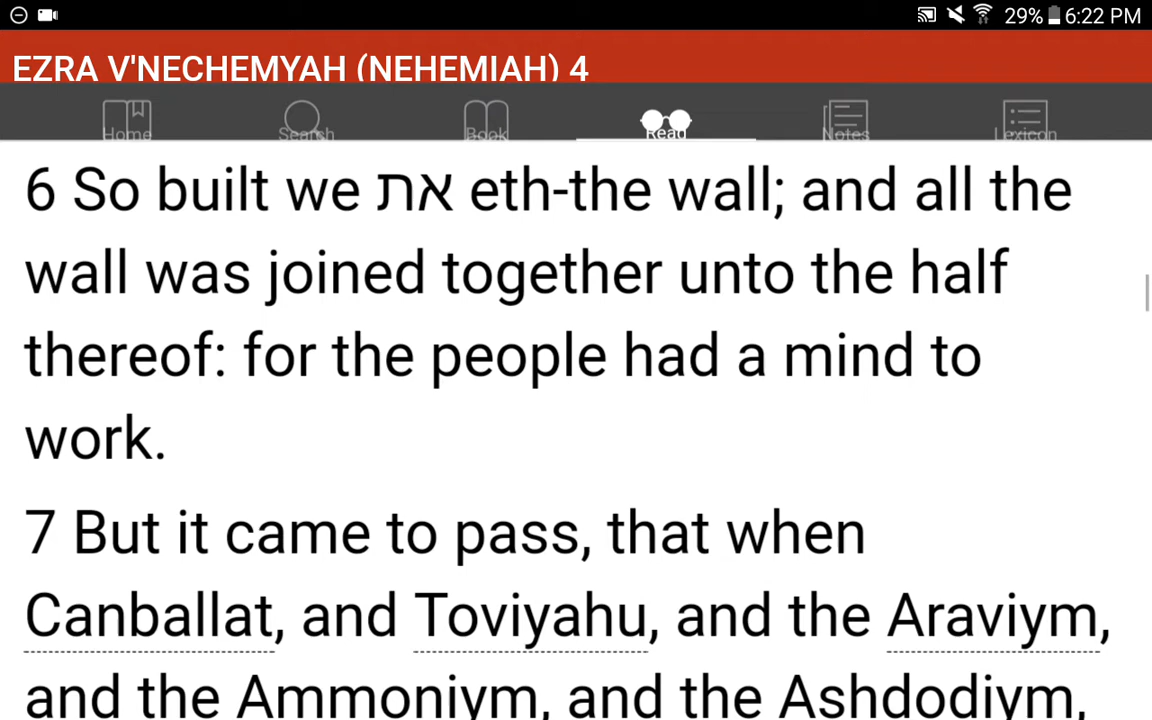 29% 6:22 PM
EZRA V'NECHEMYAH (NEHEMIAH) 4
Home Search Book Read Notes Lexicon
6 So built we את eth-the wall; and all the
wall was joined together unto the half
thereof: for the people had a mind to
work.
7 But it came to pass, that when
Canballat, and Toviyahu, and the Araviym,
and the Ammoniym, and the Ashdodiym,